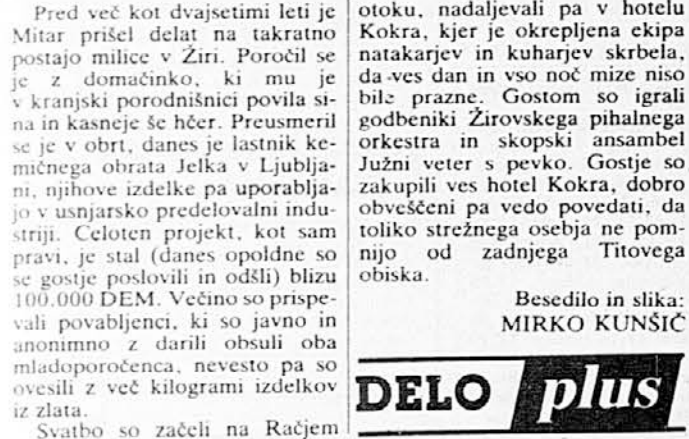 Pred več kot dvajsetimi leti je
Mitar prišel delat na takratno
postajo milice v Žiri. Poročil se
je z domačinko, ki mu je
v kranjski porodnišnici povila si-
na in kasneje še hčer. Preusmeril
se je v obrt, danes je lastnik ke-
mičnega obrata Jelka v Ljublja-
ni, njihove izdelke pa uporablja-
jo v usnjarsko predelovalni indu-
striji. Celoten projekt, kot sam
pravi, je stal (danes opoldne so
se gostje poslovili in odšli) blizu
100.000 DEM. Večino so prispe-
vali povabljenci, ki so javno in
anonimno z darili obsuli oba
mladoporočenca, nevesto pa so
ovesili z več kilogrami izdelkov
iz zlata.
Svatbo so začeli na Račjem
otoku, nadaljevali pa v hotelu
Kokra, kjer je okrepljena ekipa
natakarjev in kuharjev skrbela,
da ves dan in vso noč mize niso
bile prazne. Gostom so igrali
godbeniki Žirovskega pihalnega
orkestra in skopski ansambel
Južni veter s pevko. Gostje so
zakupili ves hotel Kokra, dobro
obveščeni pa vedo povedati, da
toliko strežnega osebja ne pom-
nijo od zadnjega Titovega
obiska.
Besedilo in slika:
MIRKO KUNŠIČ
DELO plus